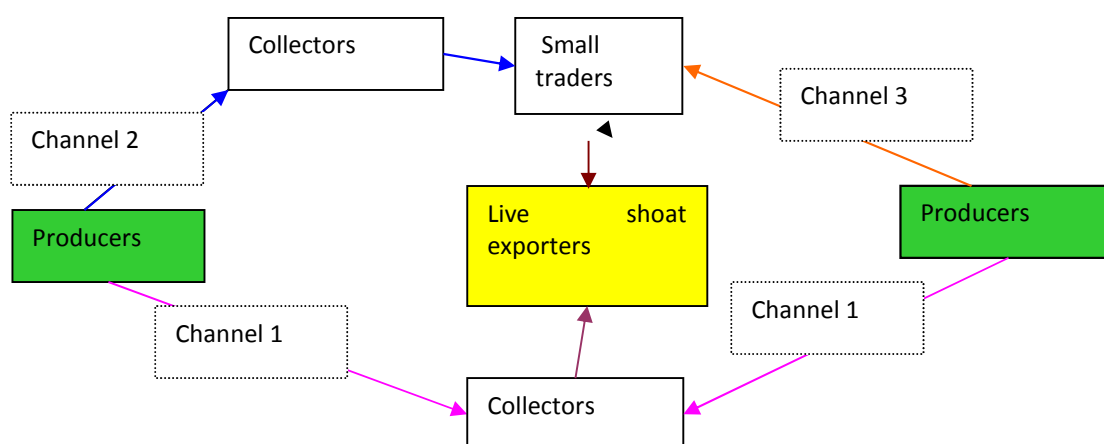 Collectors
Small
traders
Channel 3
Channel 2
Producers
Live shoat
exporters
Producers
Channel 1
Channel 1
Collectors